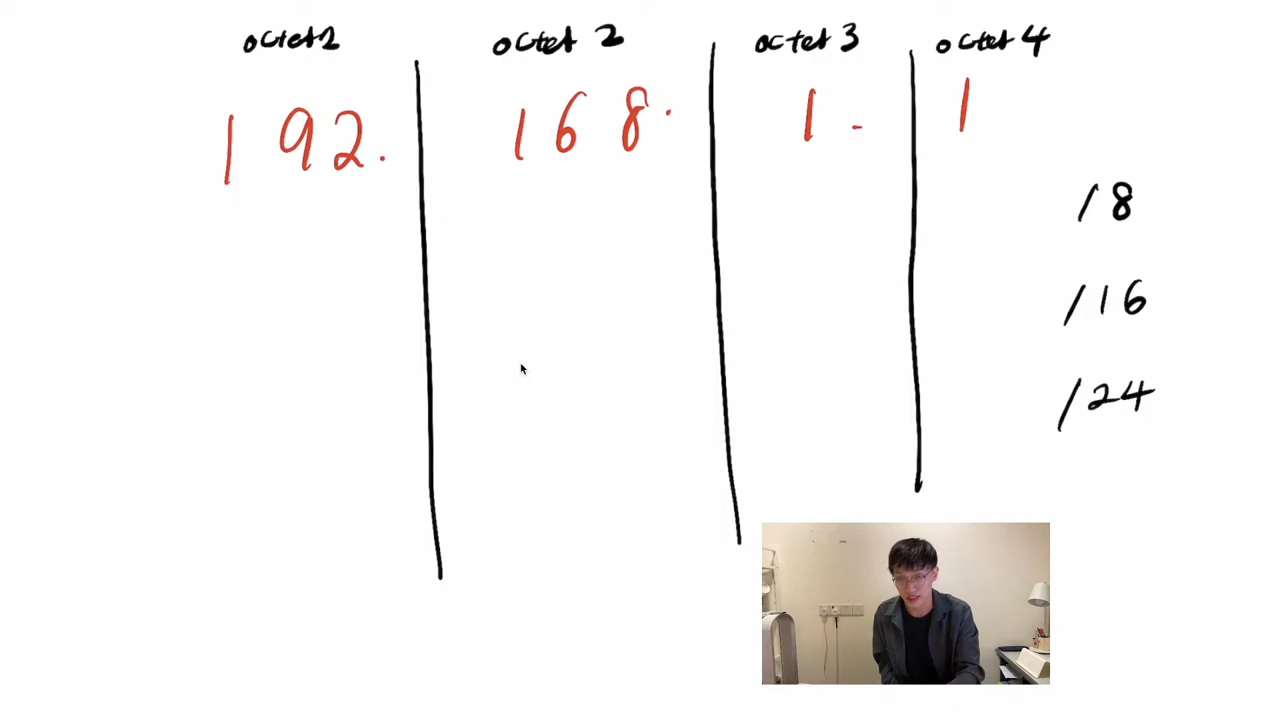 octet1 octet 2 octet 3 octet 4
192. 168. 1. 1
/8
/16
/24